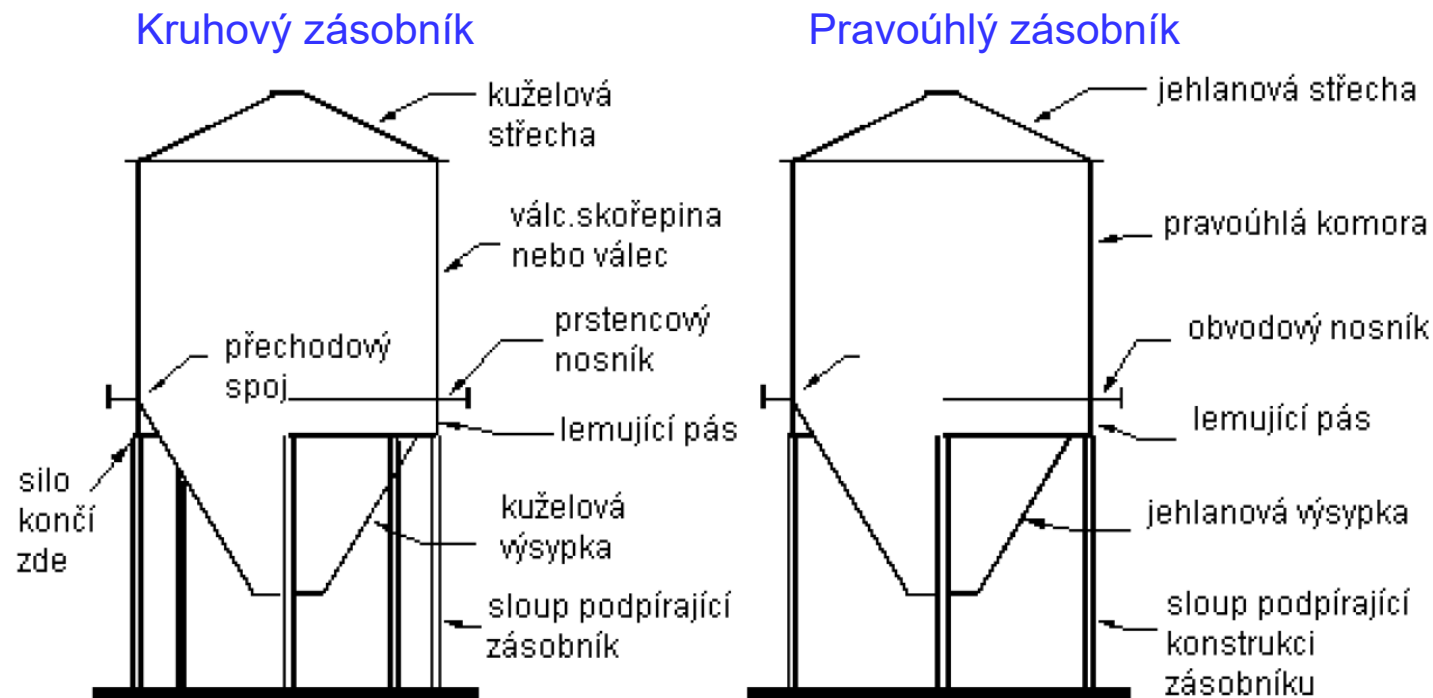 Kruhový zásobník
kuželová
střecha
válc.skořepina
nebo válec
prstencový
nosník
přechodový
spoj
lemující pás
silo
končí
zde
kuželová
výsypka
sloup podpírající
zásobník
Pravoúhlý zásobník
jehlanová střecha
pravoúhlá komora
obvodový nosník
lemující pás
jehlanová výsypka
sloup podpírající
konstrukci
zásobníku